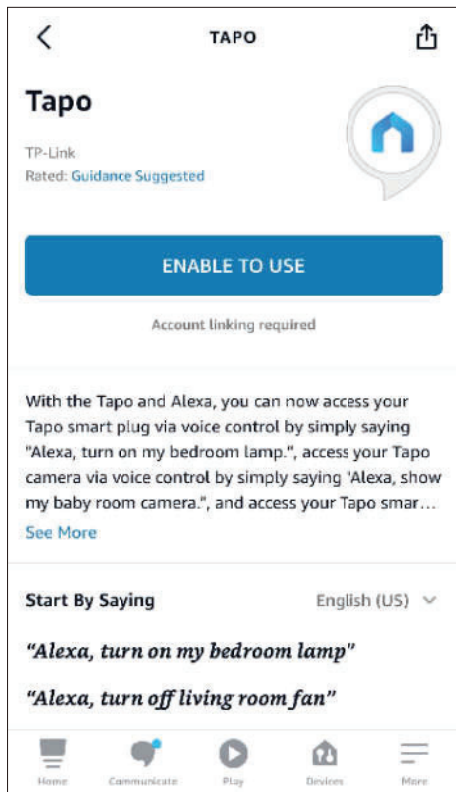 TAPO
Tapo
TP-Link
Rated: Guidance Suggested
ENABLE TO USE
Account linking required
With the Tapo and Alexa, you can now access your
Tapo smart plug via voice control by simply saying
"Alexa, turn on my bedroom lamp.", access your Tapo
camera via voice control by simply saying 'Alexa, show
my baby room camera.", and access your Tapo smar...
See More
Start By Saying English (US)
"Alexa, turn on my bedroom lamp"
"Alexa, turn off living room fan"
Home Communicate Play Devices More